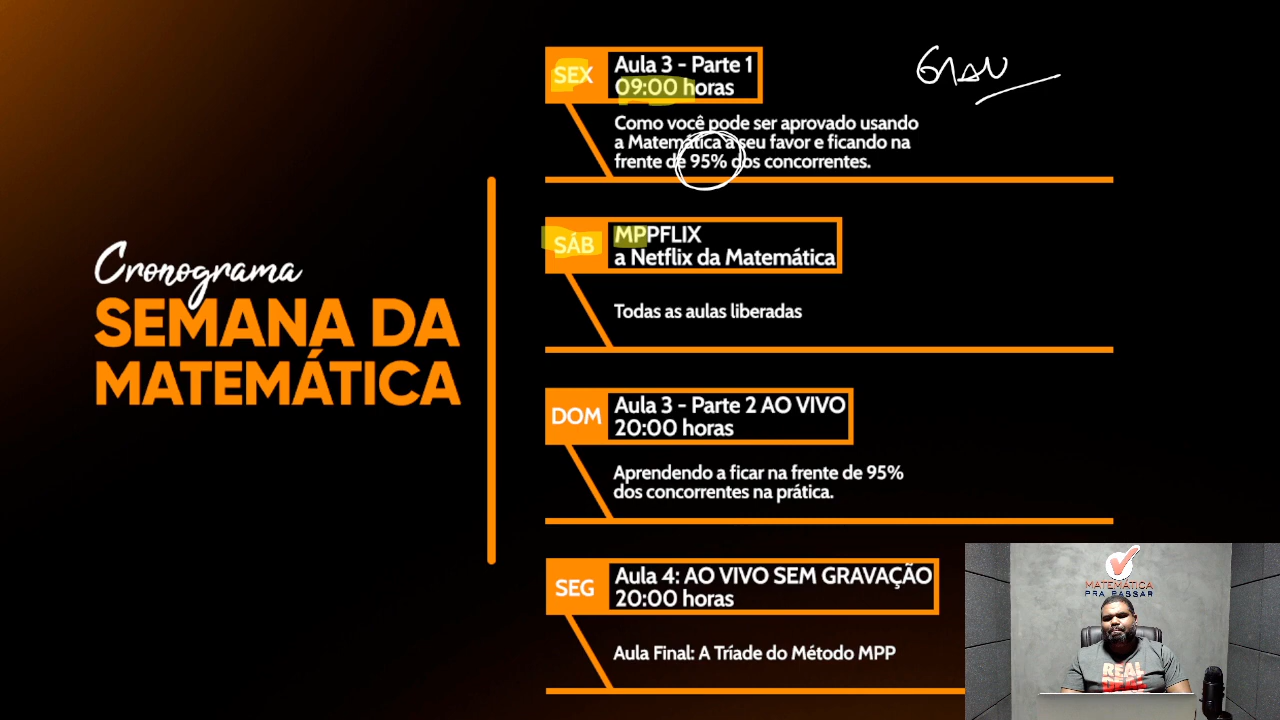 Cronograma
SEMANA DA
MATEMÁTICA
SEX
Aula 3 - Parte 1
09:00 horas
Como você pode ser aprovado usando
a Matemática a seu favor e ficando na
frente de 95% dos concorrentes.
SÁB
MPPFLIX
a Netflix da Matemática
Todas as aulas liberadas
DOM
Aula 3 - Parte 2 AO VIVO
20:00 horas
Aprendendo a ficar na frente de 95%
dos concorrentes na prática.
SEG
Aula 4: AO VIVO SEM GRAVAÇÃO
20:00 horas
Aula Final: A Tríade do Método MPP
MATEMÁTICA
PRA PASSAR
REAL
DEAL